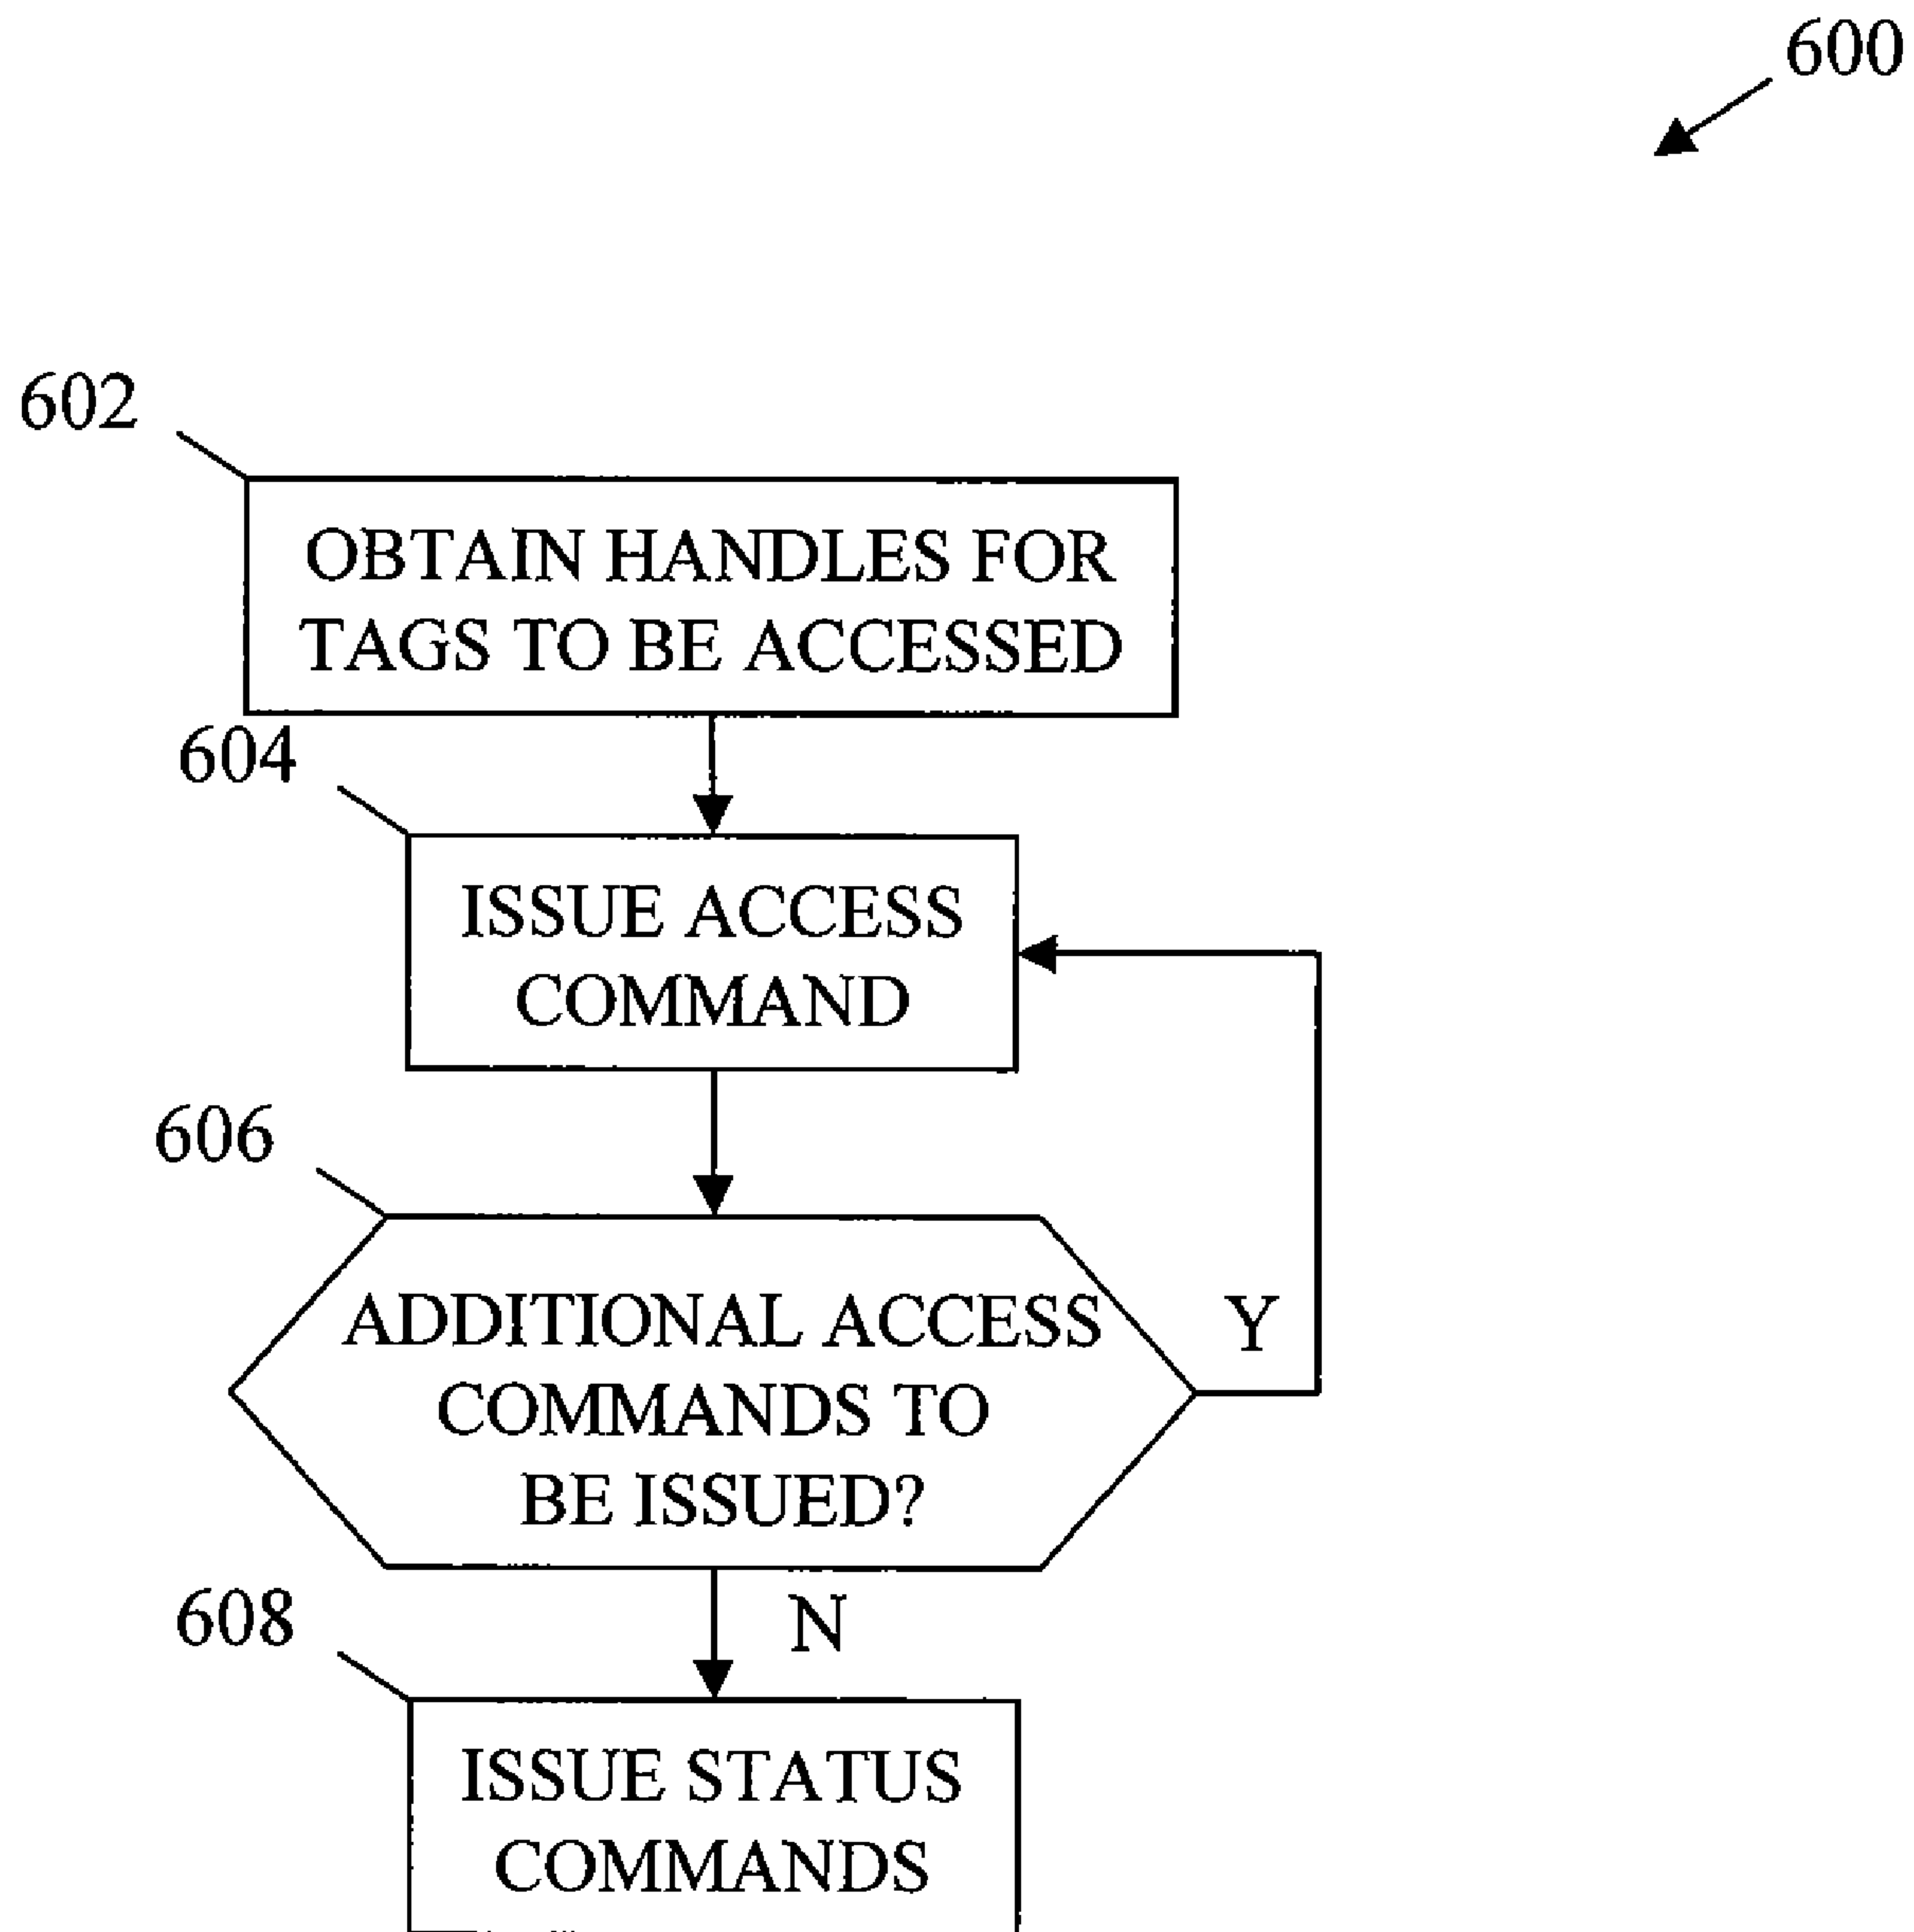 600
602
OBTAIN HANDLES FOR
TAGS TO BE ACCESSED
604
ISSUE ACCESS
COMMAND
606
ADDITIONAL ACCESS
COMMANDS TO
BE ISSUED?
Y
N
608
ISSUE STATUS
COMMANDS